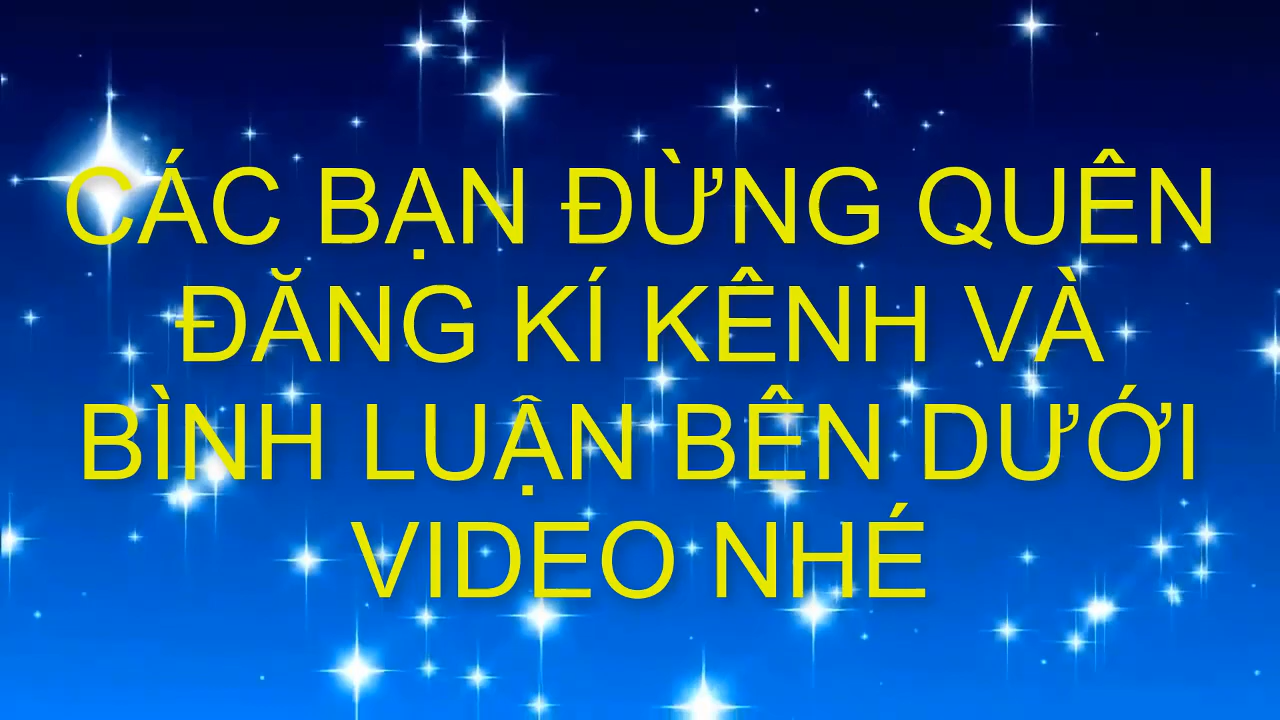 CÁC BẠN ĐỪNG QUÊN
ĐĂNG KÍ KÊNH VÀ
BÌNH LUẬN BÊN DƯỚI
VIDEO NHÉ